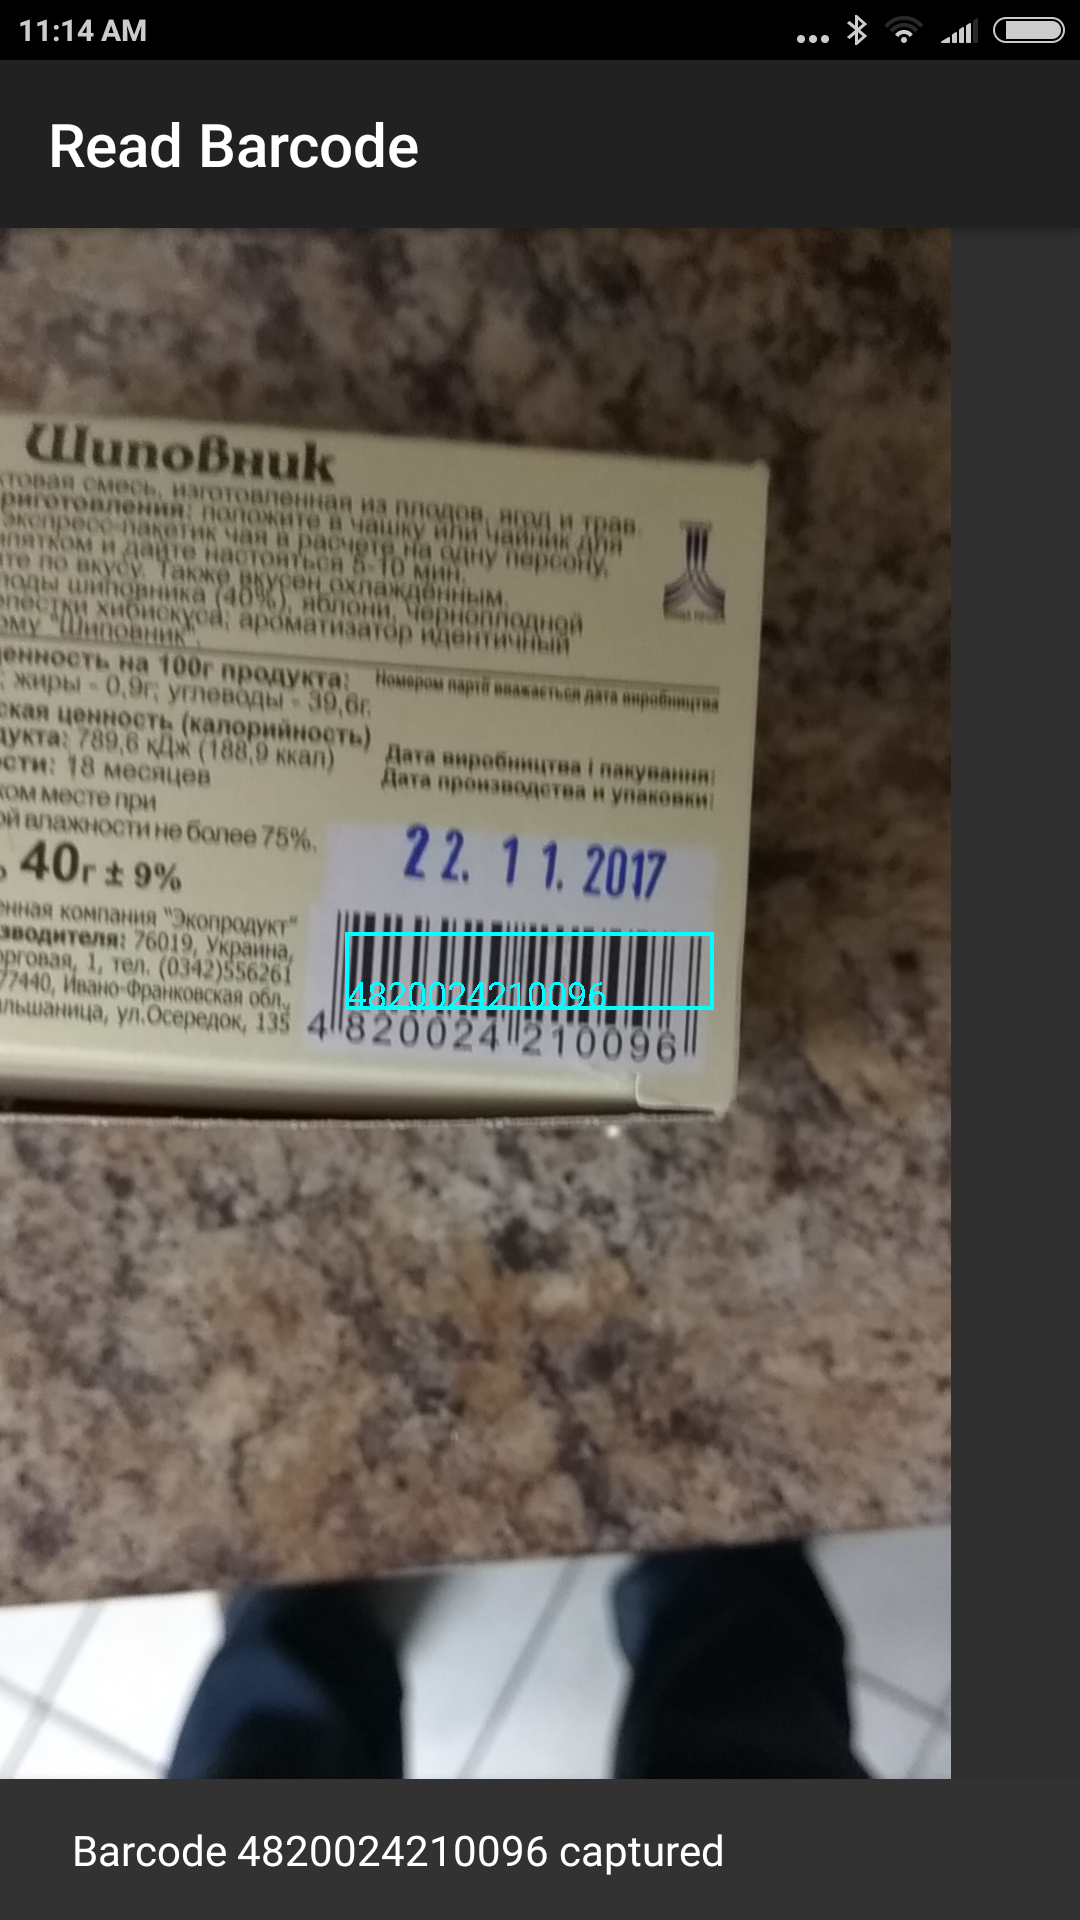 11:14 AM
Read Barcode
Шиповник
ктовая смесь, изготовленная из плодов, ягод и трав.
риготовления: положите в чашку или чайник для
экспресс-пакетик чая в расчете на одну персону,
ипятком и дайте настояться 5-10 мин.
те по вкусу. Также вкусен охлаждённым.
лоды шиповника (40%), яблони, черноплодной
епестки хибискуса; ароматизатор идентичный
ому "Шиповник".
ценность на 100г продукта:
; жиры - 0,9г; углеводы - 39,6г.
ская ценность (калорийность)
дукта: 789,6 кДж (188,9 ккал)
ости: 18 месяцев
ком месте при
ой влажности не более 75%.
40г ± 9%
Номером партії вважається дата виробництва
Дата виробництва і пакування:
Дата производства и упаковки:
22.11.2017
енная компания "Экопродукт"
зводителя: 76019, Украина,
орговая, 1, тел. (0342)556261
77440, Ивано-Франковская обл.,
льшаница, ул.Осередок, 135
4820024210096
4 820024 210096
Barcode 4820024210096 captured